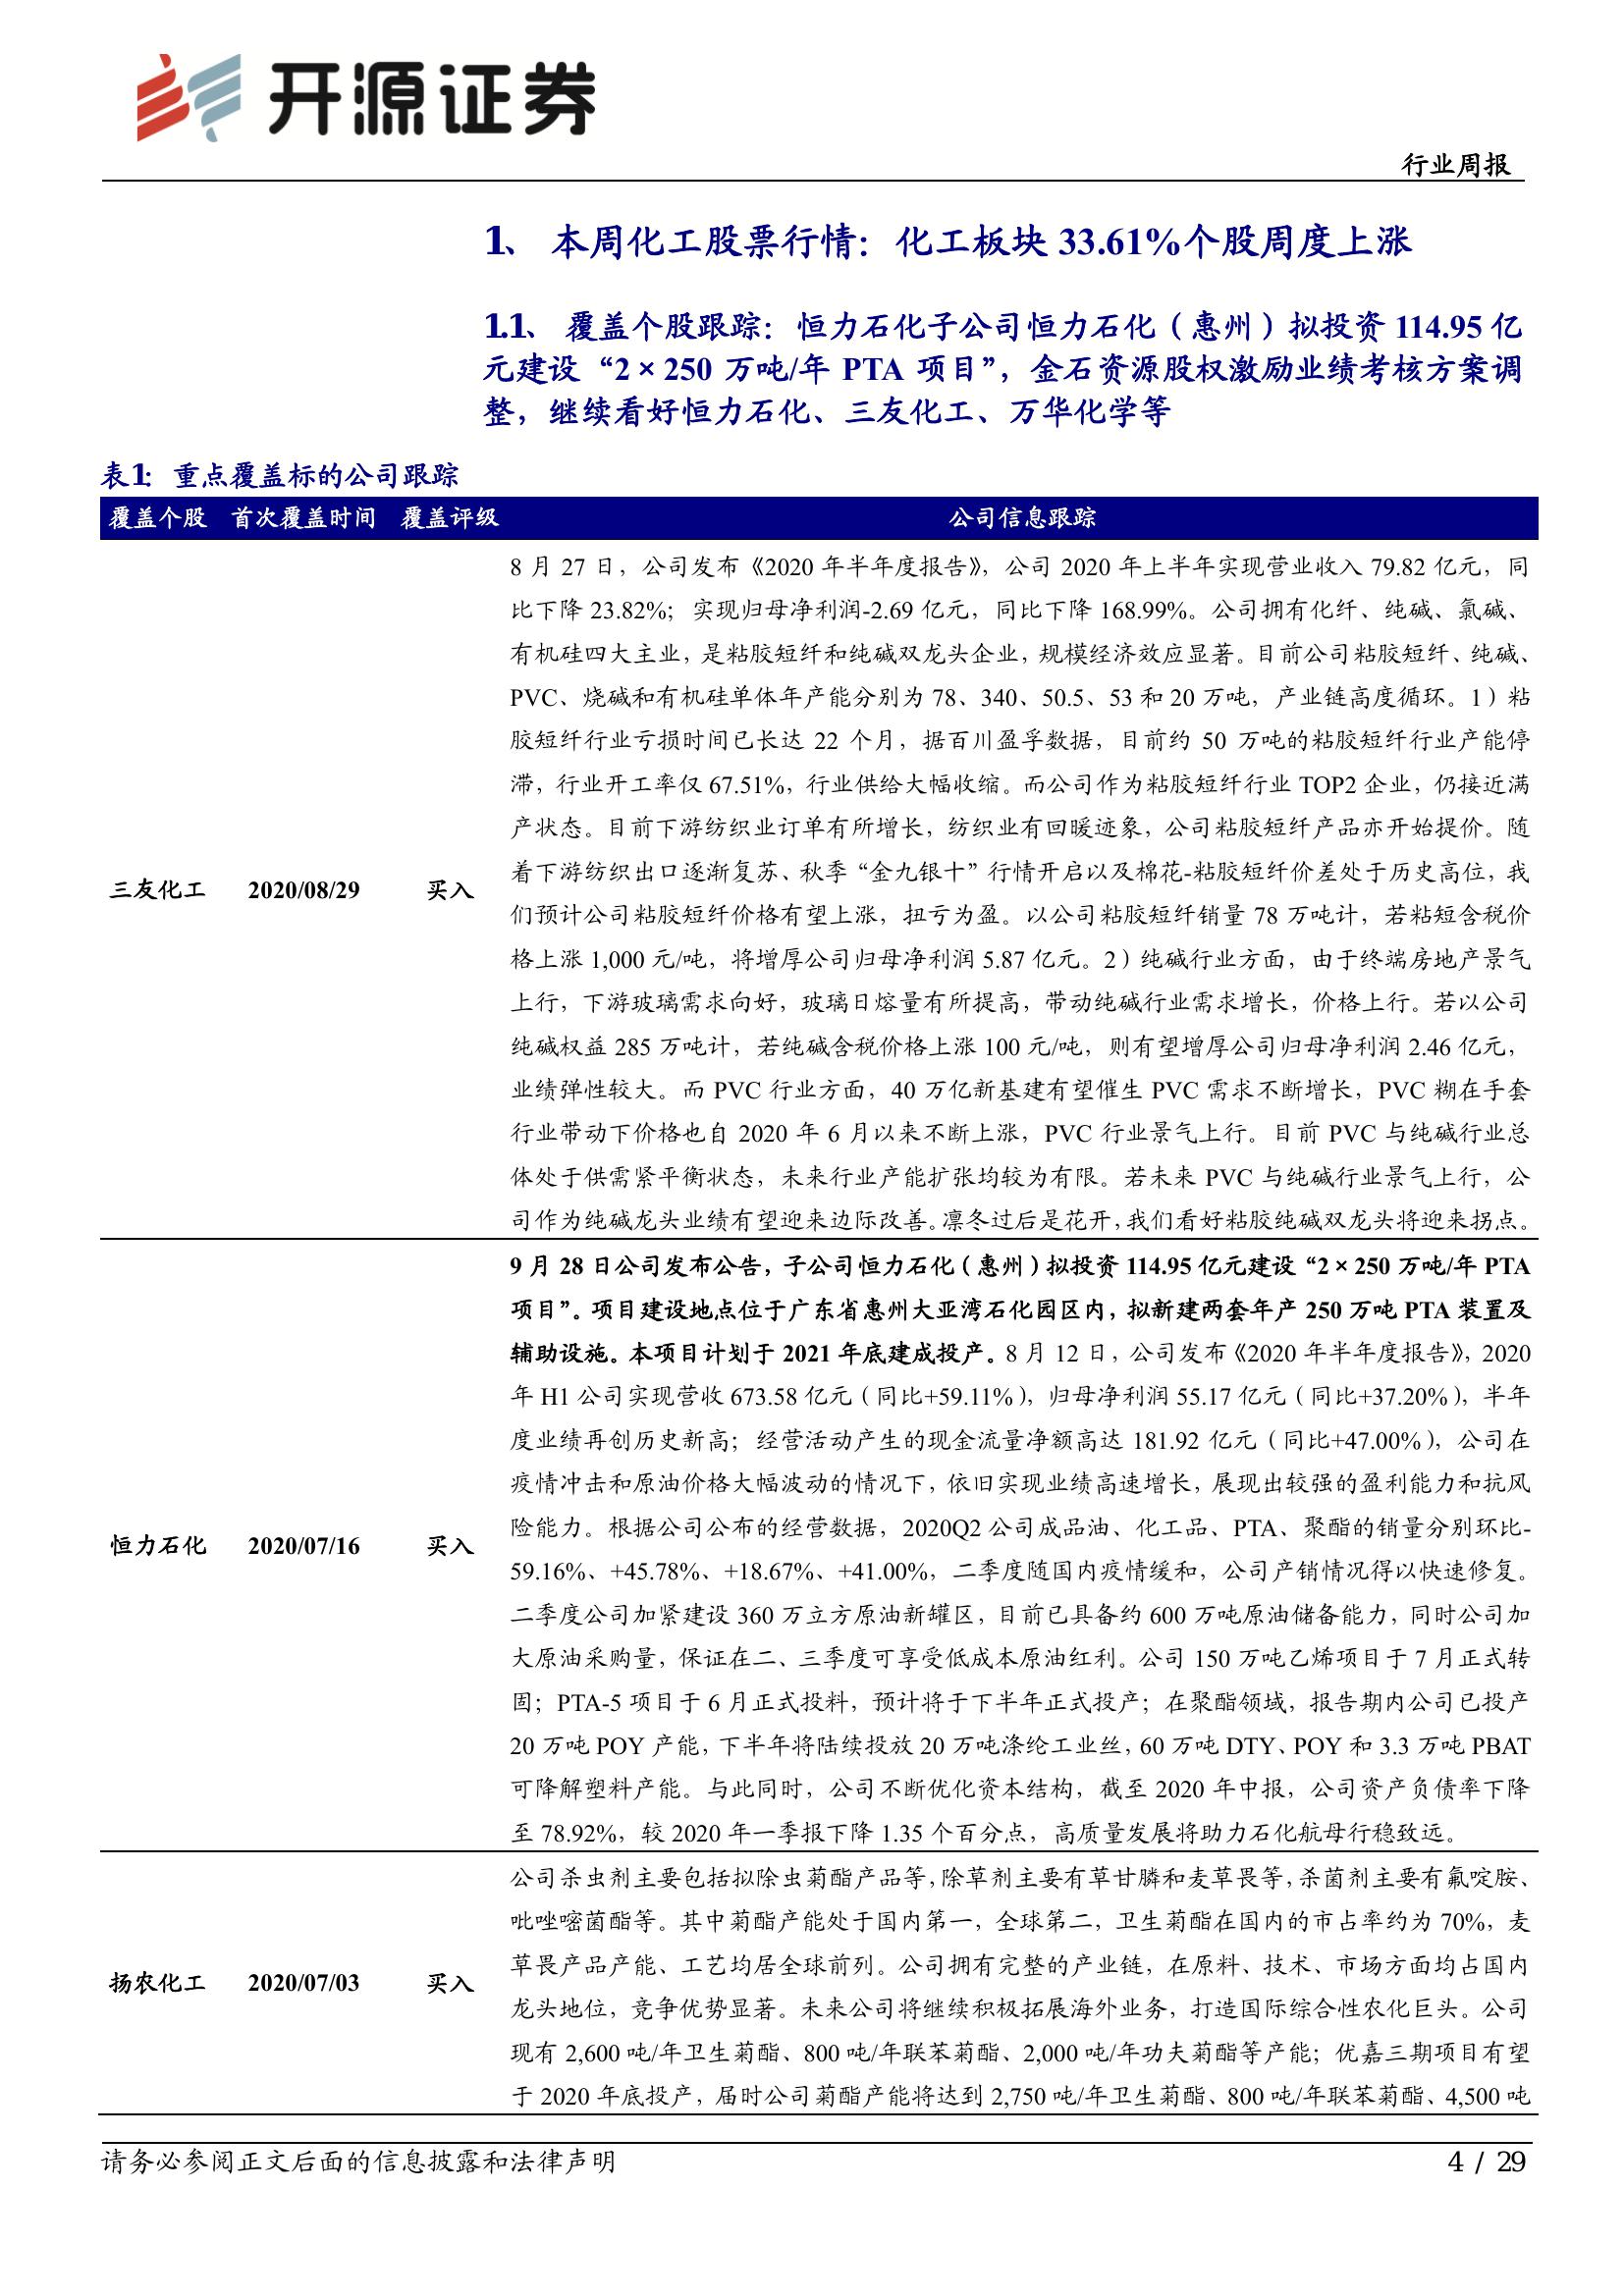 开源证券
行业周报
1、 本周化工股票行情：化工板块 33.61%个股周度上涨
1.1、 覆盖个股跟踪：恒力石化子公司恒力石化（惠州）拟投资 114.95 亿
元建设“2×250 万吨/年 PTA 项目”，金石资源股权激励业绩考核方案调
整，继续看好恒力石化、三友化工、万华化学等
表1：重点覆盖标的公司跟踪
覆盖个股 首次覆盖时间 覆盖评级 公司信息跟踪
8 月 27 日，公司发布《2020 年半年度报告》，公司 2020 年上半年实现营业收入 79.82 亿元，同
比下降 23.82%；实现归母净利润-2.69 亿元，同比下降 168.99%。公司拥有化纤、纯碱、氯碱、
有机硅四大主业，是粘胶短纤和纯碱双龙头企业，规模经济效应显著。目前公司粘胶短纤、纯碱、
PVC、烧碱和有机硅单体年产能分别为 78、340、50.5、53 和 20 万吨，产业链高度循环。1）粘
胶短纤行业亏损时间已长达 22 个月，据百川盈孚数据，目前约 50 万吨的粘胶短纤行业产能停
滞，行业开工率仅 67.51%，行业供给大幅收缩。而公司作为粘胶短纤行业 TOP2 企业，仍接近满
产状态。目前下游纺织业订单有所增长，纺织业有回暖迹象，公司粘胶短纤产品亦开始提价。随
三友化工 2020/08/29 买入
着下游纺织出口逐渐复苏、秋季“金九银十”行情开启以及棉花-粘胶短纤价差处于历史高位，我
们预计公司粘胶短纤价格有望上涨，扭亏为盈。以公司粘胶短纤销量 78 万吨计，若粘短含税价
格上涨 1,000 元/吨，将增厚公司归母净利润 5.87 亿元。2）纯碱行业方面，由于终端房地产景气
上行，下游玻璃需求向好，玻璃日熔量有所提高，带动纯碱行业需求增长，价格上行。若以公司
纯碱权益 285 万吨计，若纯碱含税价格上涨 100 元/吨，则有望增厚公司归母净利润 2.46 亿元，
业绩弹性较大。而 PVC 行业方面，40 万亿新基建有望催生 PVC 需求不断增长，PVC 糊在手套
行业带动下价格也自 2020 年 6 月以来不断上涨，PVC 行业景气上行。目前 PVC 与纯碱行业总
体处于供需紧平衡状态，未来行业产能扩张均较为有限。若未来 PVC 与纯碱行业景气上行，公
司作为纯碱龙头业绩有望迎来边际改善。凛冬过后是花开，我们看好粘胶纯碱双龙头将迎来拐点。
9 月 28 日公司发布公告，子公司恒力石化（惠州）拟投资 114.95 亿元建设“2×250 万吨/年 PTA
项目”。项目建设地点位于广东省惠州大亚湾石化园区内，拟新建两套年产 250 万吨 PTA 装置及
辅助设施。本项目计划于 2021 年底建成投产。8 月 12 日，公司发布《2020 年半年度报告》，2020
年 H1 公司实现营收 673.58 亿元（同比+59.11%），归母净利润 55.17 亿元（同比+37.20%），半年
度业绩再创历史新高；经营活动产生的现金流量净额高达 181.92 亿元（同比+47.00%），公司在
疫情冲击和原油价格大幅波动的情况下，依旧实现业绩高速增长，展现出较强的盈利能力和抗风
险能力。根据公司公布的经营数据，2020Q2 公司成品油、化工品、PTA、聚酯的销量分别环比-
恒力石化 2020/07/16 买入
59.16%、+45.78%、+18.67%、+41.00%，二季度随国内疫情缓和，公司产销情况得以快速修复。
二季度公司加紧建设 360 万立方原油新罐区，目前已具备约 600 万吨原油储备能力，同时公司加
大原油采购量，保证在二、三季度可享受低成本原油红利。公司 150 万吨乙烯项目于 7 月正式转
固；PTA-5 项目于 6 月正式投料，预计将于下半年正式投产；在聚酯领域，报告期内公司已投产
20 万吨 POY 产能，下半年将陆续投放 20 万吨涤纶工业丝，60 万吨 DTY、POY 和 3.3 万吨 PBAT
可降解塑料产能。与此同时，公司不断优化资本结构，截至 2020 年中报，公司资产负债率下降
至 78.92%，较 2020 年一季报下降 1.35 个百分点，高质量发展将助力石化航母行稳致远。
公司杀虫剂主要包括拟除虫菊酯产品等，除草剂主要有草甘膦和麦草畏等，杀菌剂主要有氟啶胺、
吡唑嘧菌酯等。其中菊酯产能处于国内第一，全球第二，卫生菊酯在国内的市占率约为 70%，麦
草畏产品产能、工艺均居全球前列。公司拥有完整的产业链，在原料、技术、市场方面均占国内
扬农化工 2020/07/03 买入
龙头地位，竞争优势显著。未来公司将继续积极拓展海外业务，打造国际综合性农化巨头。公司
现有 2,600 吨/年卫生菊酯、800 吨/年联苯菊酯、2,000 吨/年功夫菊酯等产能；优嘉三期项目有望
于 2020 年底投产，届时公司菊酯产能将达到 2,750 吨/年卫生菊酯、800 吨/年联苯菊酯、4,500 吨
请务必参阅正文后面的信息披露和法律声明
4 / 29